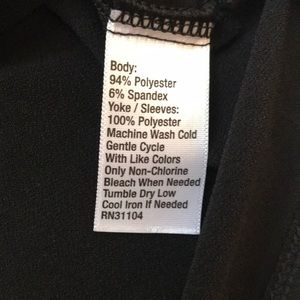 Body:
94% Polyester
6% Spandex
Yoke / Sleeves:
100% Polyester
Machine Wash Cold
Gentle Cycle
With Like Colors
Only Non-Chlorine
Bleach When Needed
Tumble Dry Low
Cool Iron If Needed
RN31104